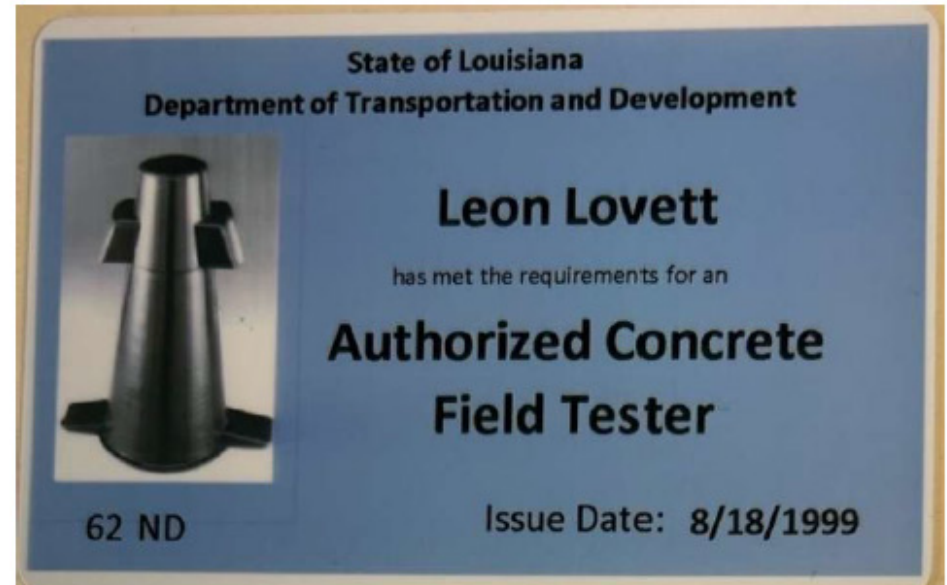 State of Louisiana
Department of Transportation and Development
Leon Lovett
has met the requirements for an
Authorized Concrete
Field Tester
62 ND
Issue Date: 8/18/1999